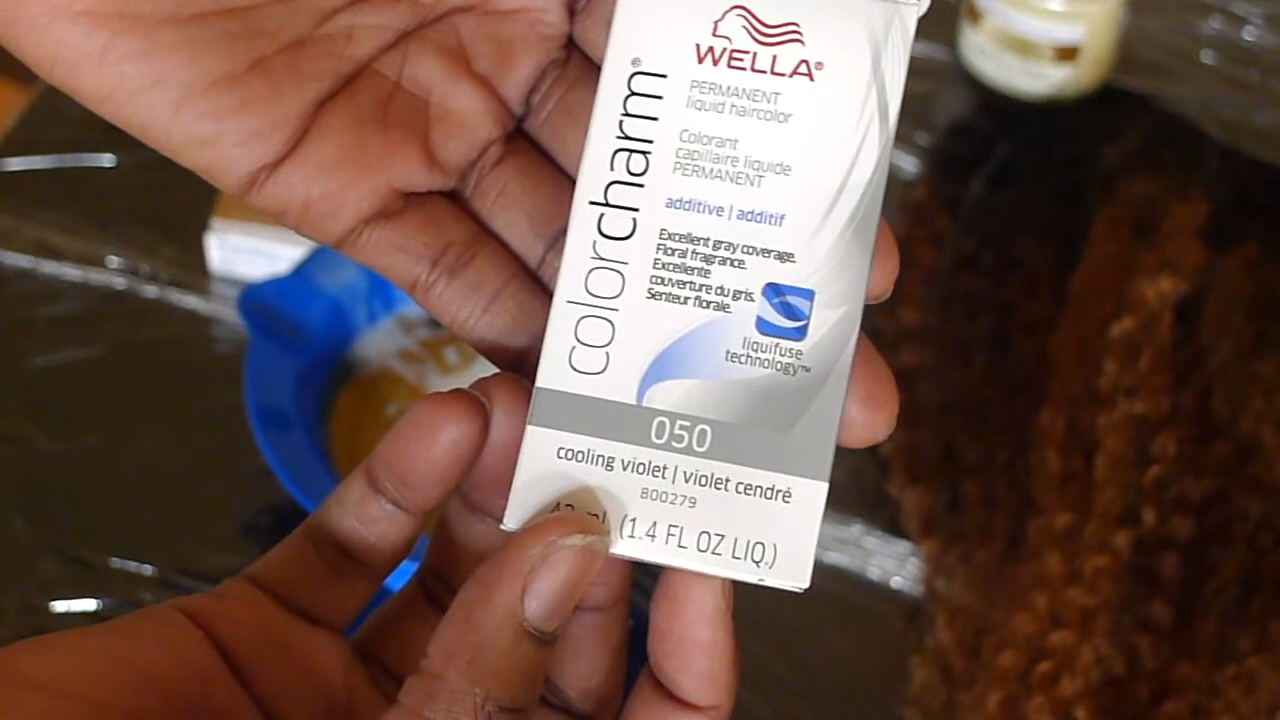 WELLA®
PERMANENT
liquid haircolor
Colorant
capillaire liquide
PERMANENT
colorcharm®
additive | additif
Excellent gray coverage.
Floral fragrance.
Excellente
couverture du gris.
Senteur florale.
liquifuse
technology™
050
cooling violet | violet cendré
800279
(1.4 FL OZ LIQ.)